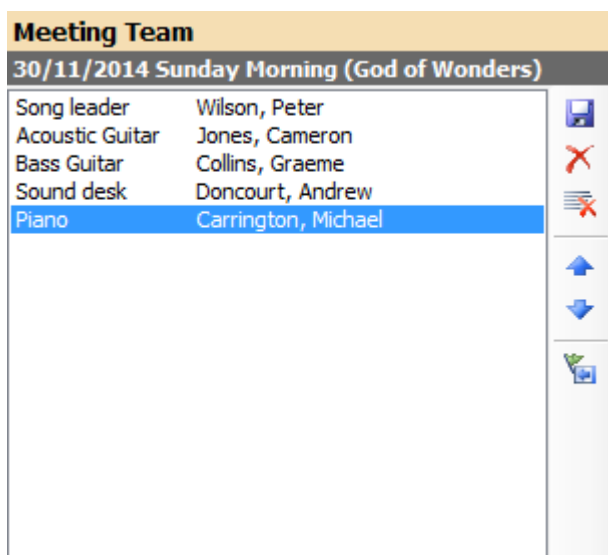 Meeting Team
30/11/2014 Sunday Morning (God of Wonders)
Song leader Wilson, Peter
Acoustic Guitar Jones, Cameron
Bass Guitar Collins, Graeme
Sound desk Doncourt, Andrew
Piano Carrington, Michael